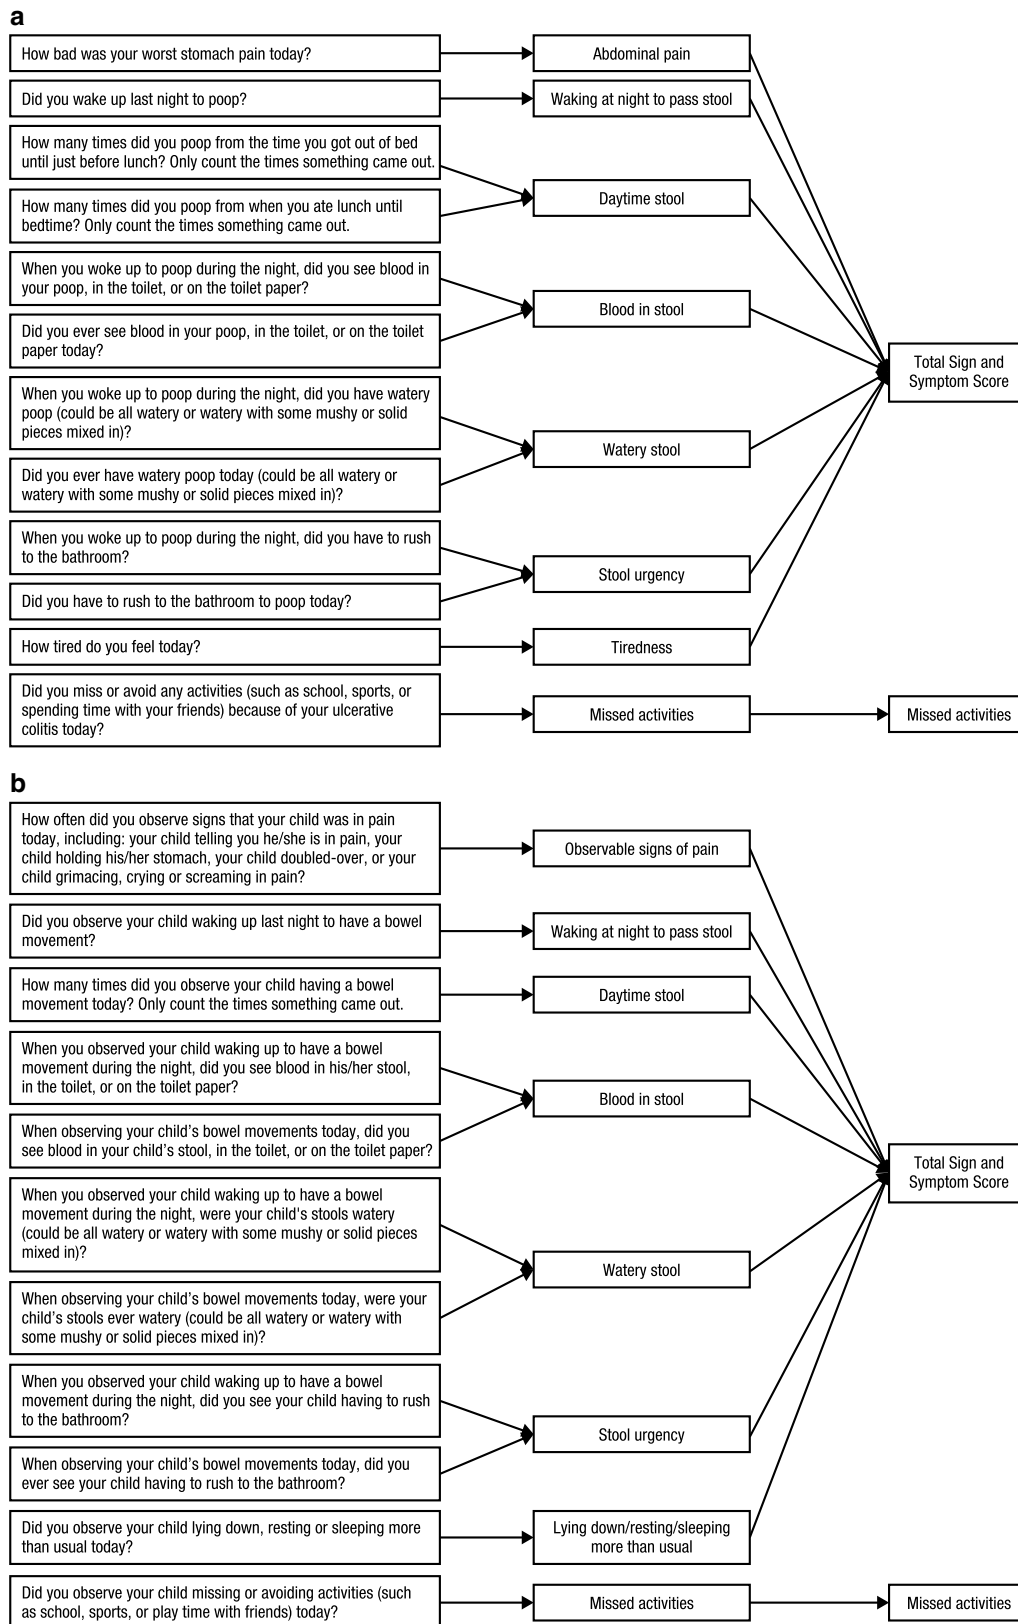 a
How bad was your worst stomach pain today?
Abdominal pain
Did you wake up last night to poop?
Waking at night to pass stool
How many times did you poop from the time you got out of bed
until just before lunch? Only count the times something came out.
Daytime stool
How many times did you poop from when you ate lunch until
bedtime? Only count the times something came out.
When you woke up to poop during the night, did you see blood in
your poop, in the toilet, or on the toilet paper?
Blood in stool
Did you ever see blood in your poop, in the toilet, or on the toilet
paper today?
Total Sign and
Symptom Score
When you woke up to poop during the night, did you have watery
poop (could be all watery or watery with some mushy or solid
pieces mixed in)?
Watery stool
Did you ever have watery poop today (could be all watery or
watery with some mushy or solid pieces mixed in)?
When you woke up to poop during the night, did you have to rush
to the bathroom?
Stool urgency
Did you have to rush to the bathroom to poop today?
How tired do you feel today?
Tiredness
Did you miss or avoid any activities (such as school, sports, or
spending time with your friends) because of your ulcerative
colitis today?
Missed activities
Missed activities
b
How often did you observe signs that your child was in pain
today, including: your child telling you he/she is in pain, your
child holding his/her stomach, your child doubled-over, or your
child grimacing, crying or screaming in pain?
Observable signs of pain
Did you observe your child waking up last night to have a bowel
movement?
Waking at night to pass stool
How many times did you observe your child having a bowel
movement today? Only count the times something came out.
Daytime stool
When you observed your child waking up to have a bowel
movement during the night, did you see blood in his/her stool,
in the toilet, or on the toilet paper?
Blood in stool
When observing your child’s bowel movements today, did you
see blood in your child’s stool, in the toilet, or on the toilet paper?
Total Sign and
Symptom Score
When you observed your child waking up to have a bowel
movement during the night, were your child's stools watery
(could be all watery or watery with some mushy or solid pieces
mixed in)?
Watery stool
When observing your child’s bowel movements today, were your
child’s stools ever watery (could be all watery or watery with
some mushy or solid pieces mixed in)?
When you observed your child waking up to have a bowel
movement during the night, did you see your child having to rush
to the bathroom?
Stool urgency
When observing your child’s bowel movements today, did you
ever see your child having to rush to the bathroom?
Did you observe your child lying down, resting or sleeping more
than usual today?
Lying down/resting/sleeping
more than usual
Did you observe your child missing or avoiding activities (such
as school, sports, or play time with friends) today?
Missed activities
Missed activities